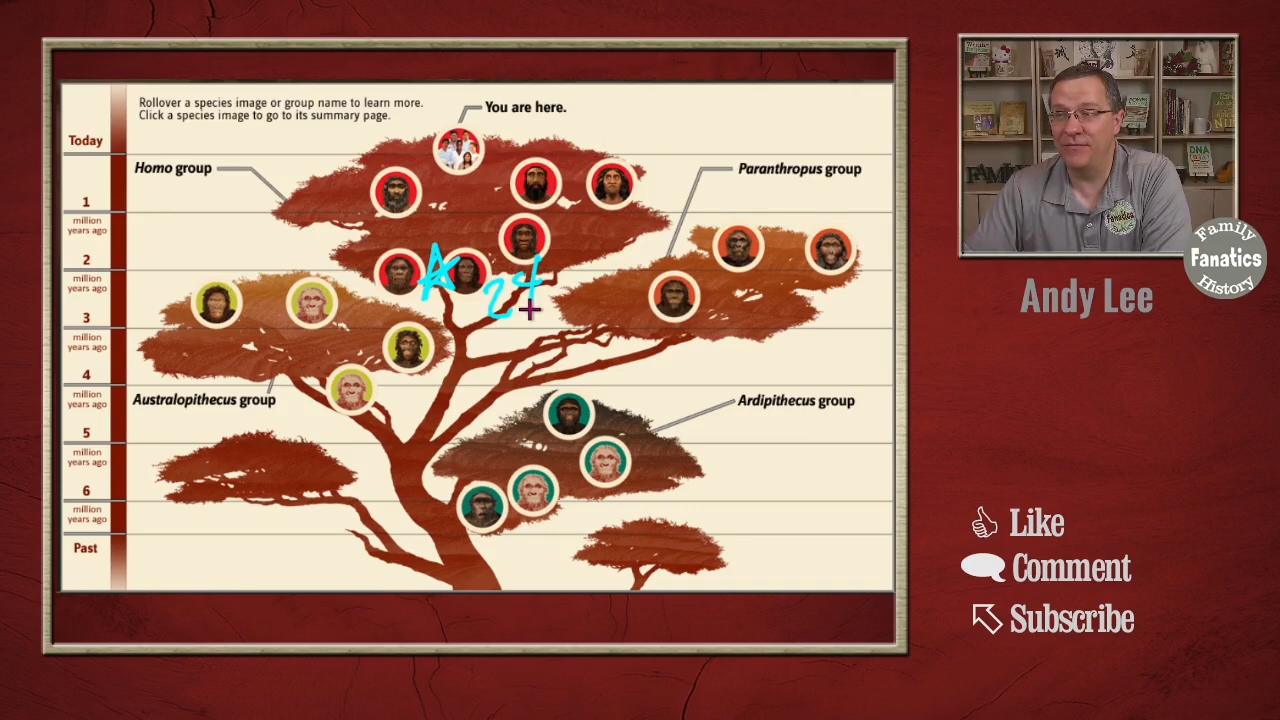 Rollover a species image or group name to learn more.
Click a species image to go to its summary page.
You are here.
Today
Homo group
Paranthropus group
1
million
years ago
2
million
years ago
3
million
years ago
4
million
years ago
5
million
years ago
6
million
years ago
Past
24
Australopithecus group
Ardipithecus group
DNA
Fanatics
Family
Fanatics
History
Andy Lee
Like
Comment
Subscribe